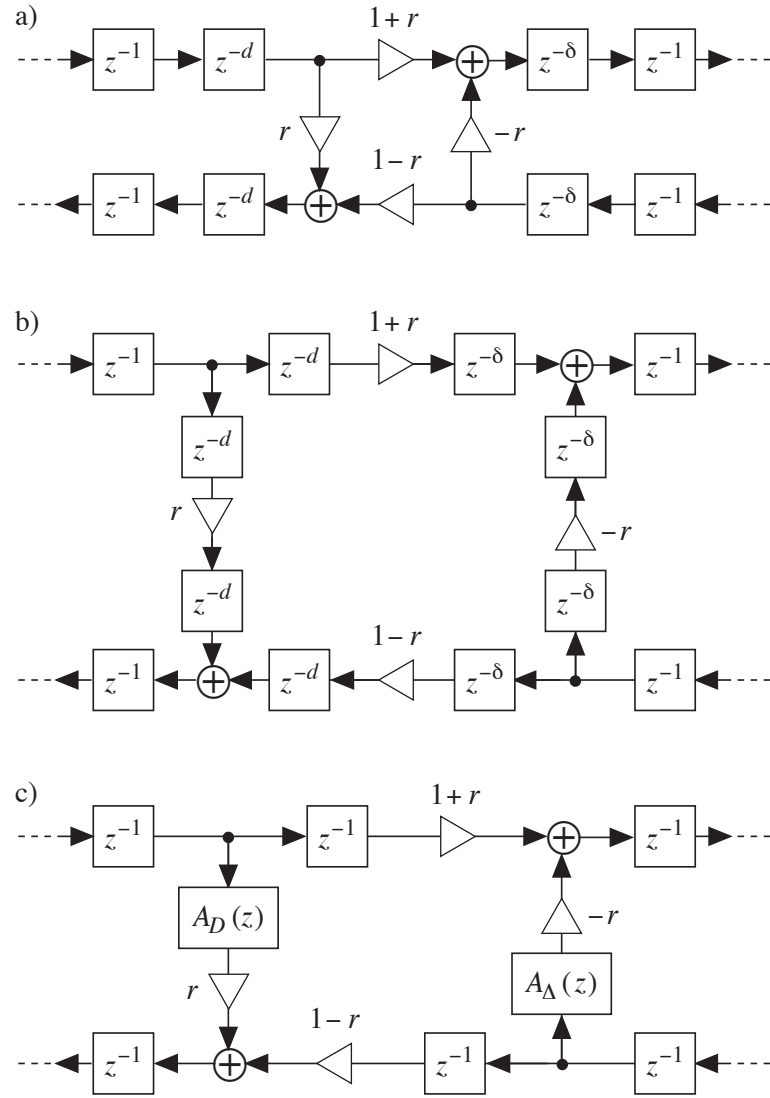 a)
1+r
z⁻¹ z⁻ᵈ + z⁻ᵟ z⁻¹
r −r
1−r
z⁻¹ z⁻ᵈ + z⁻ᵟ z⁻¹
b)
1+r
z⁻¹ z⁻ᵈ z⁻ᵟ + z⁻¹
z⁻ᵈ z⁻ᵟ
r −r
z⁻ᵈ z⁻ᵟ
1−r
z⁻¹ + z⁻ᵈ z⁻ᵟ z⁻¹
c)
1+r
z⁻¹ z⁻¹ + z⁻¹
A_D(z) −r
r A_Δ(z)
1−r
z⁻¹ + z⁻¹ z⁻¹